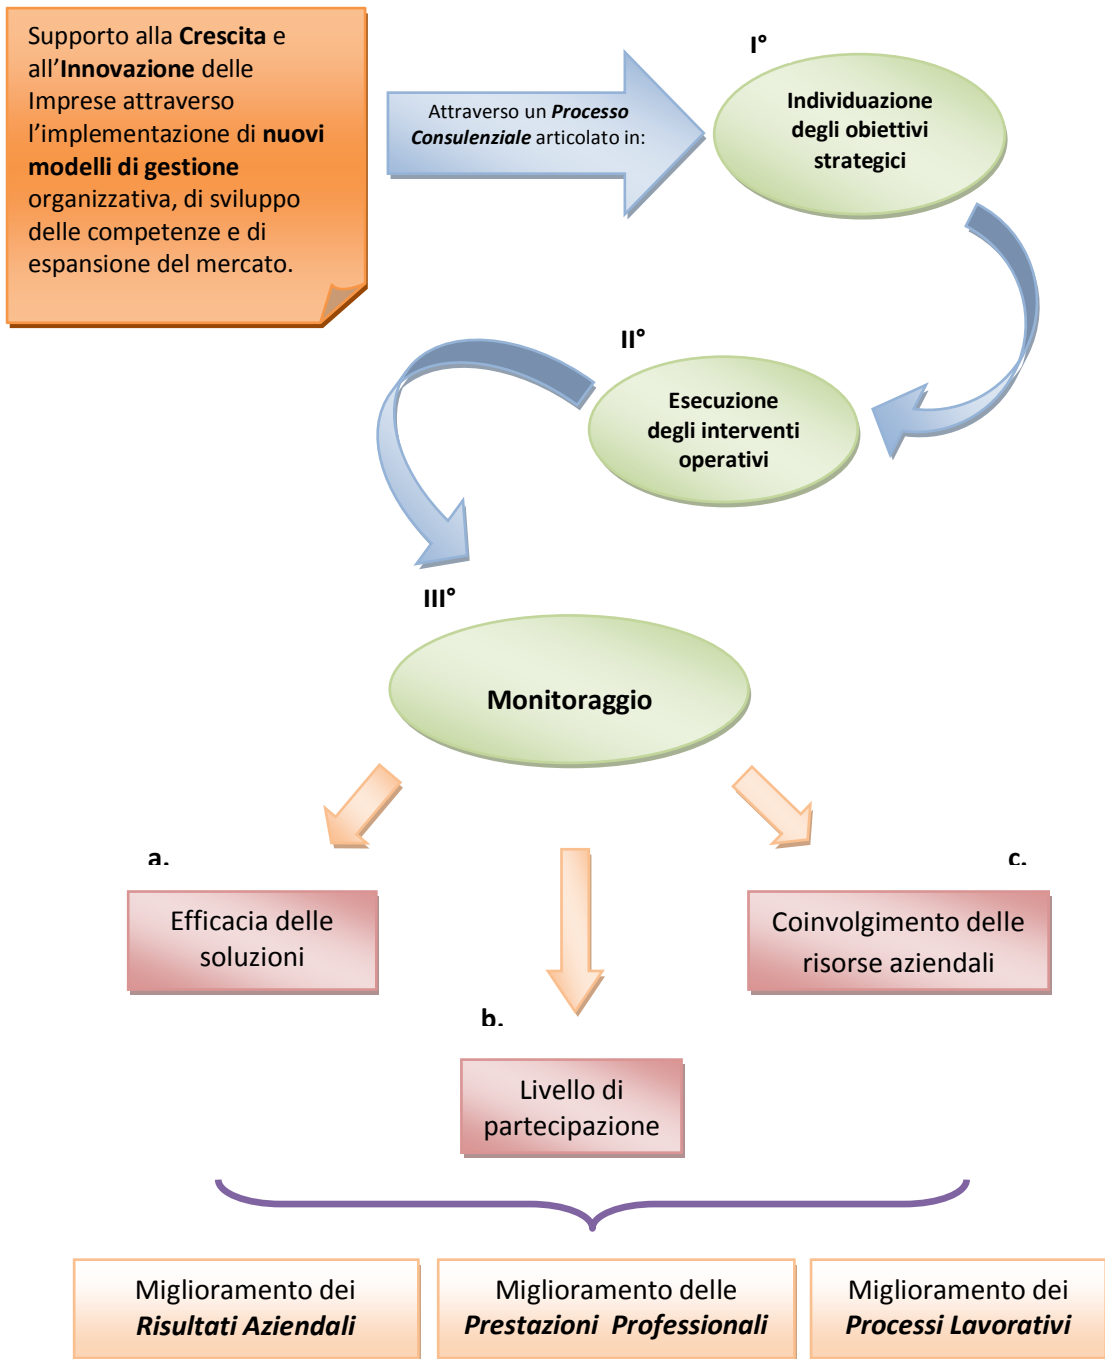 Supporto alla Crescita e
all'Innovazione delle
Imprese attraverso
l'implementazione di nuovi
modelli di gestione
organizzativa, di sviluppo
delle competenze e di
espansione del mercato.
Attraverso un Processo
Consulenziale articolato in:
I°
Individuazione
degli obiettivi
strategici
II°
Esecuzione
degli interventi
operativi
III°
Monitoraggio
a.
Efficacia delle
soluzioni
b.
Livello di
partecipazione
c.
Coinvolgimento delle
risorse aziendali
Miglioramento dei
Risultati Aziendali
Miglioramento delle
Prestazioni Professionali
Miglioramento dei
Processi Lavorativi